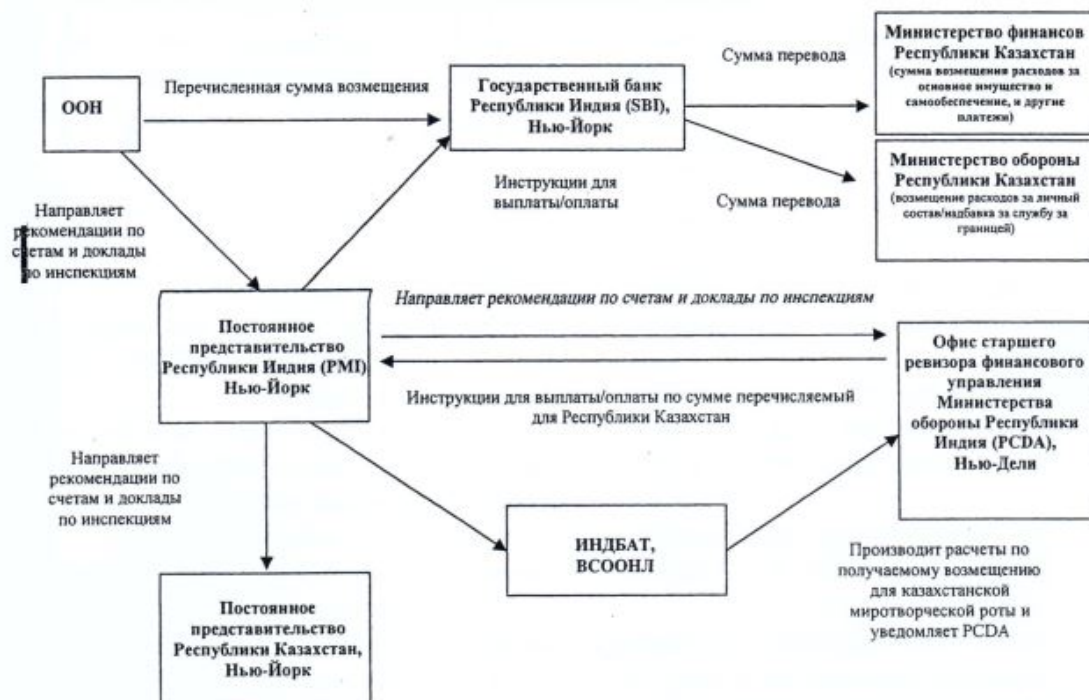 Министерство финансов
Республики Казахстан
(сумма возмещения расходов за
основное имущество и
самообеспечение, и другие
платежи)
Сумма перевода
ООН
Перечисленная сумма возмещения
Государственный банк
Республики Индия (SBI),
Нью-Йорк
Министерство обороны
Республики Казахстан
(возмещение расходов за личный
состав/надбавка за службу за
границей)
Инструкции для
выплаты/оплаты
Сумма перевода
Направляет
рекомендации по
счетам и доклады
по инспекциям
Направляет рекомендации по счетам и доклады по инспекциям
Постоянное
представительство
Республики Индия (PMI)
Нью-Йорк
Офис старшего
ревизора финансового
управления
Министерства
обороны Республики
Индия (PCDA),
Нью-Дели
Инструкции для выплаты/оплаты по сумме перечисляемый
для Республики Казахстан
Направляет
рекомендации по
счетам и доклады
по инспекциям
ИНДБАТ,
ВСООНЛ
Производит расчеты по
получаемому возмещению
для казахстанской
миротворческой роты и
уведомляет PCDA
Постоянное
представительство
Республики Казахстан,
Нью-Йорк